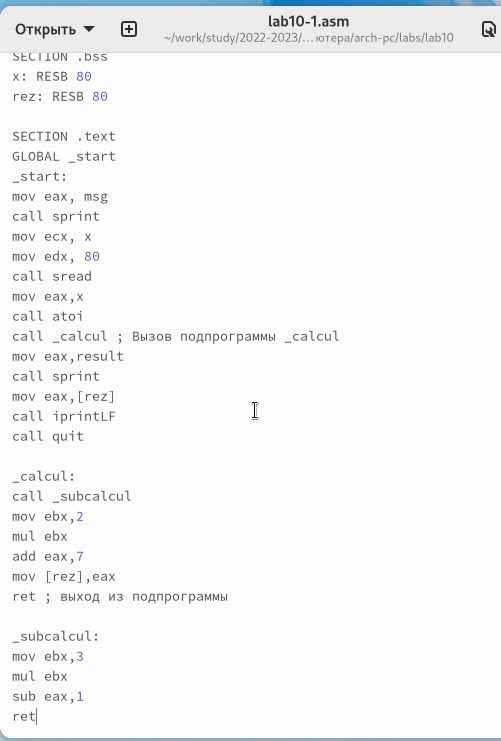 Открыть
lab10-1.asm
~/work/study/2022-2023/... ютера/arch-pc/labs/lab10
SECTION .bss
x: RESB 80
rez: RESB 80
SECTION .text
GLOBAL _start
_start:
mov eax, msg
call sprint
mov ecx, x
mov edx, 80
call sread
mov eax,x
call atoi
call _calcul ; Вызов подпрограммы _calcul
mov eax,result
call sprint
mov eax,[rez]
call iprintLF
call quit
_calcul:
call _subcalcul
mov ebx,2
mul ebx
add eax,7
mov [rez],eax
ret ; выход из подпрограммы
_subcalcul:
mov ebx,3
mul ebx
sub eax,1
ret